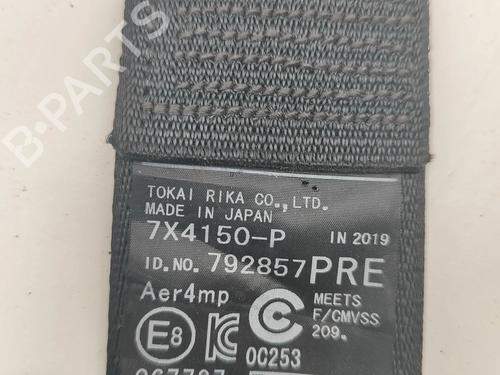 B-PARTS
TOKAI RIKA CO., LTD.
MADE IN JAPAN
7X4150-P IN 2019
ID.NO. 792857PRE
Aer4mp
MEETS
F/CMVSS
209.
E8
0C253